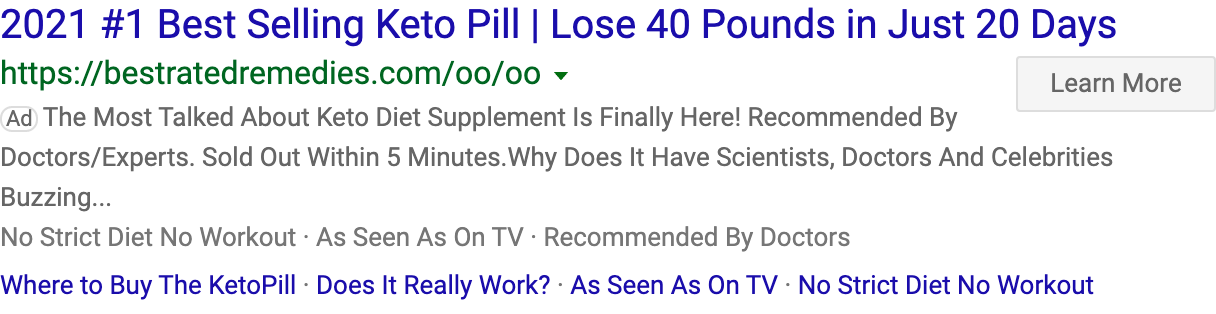 2021 #1 Best Selling Keto Pill | Lose 40 Pounds in Just 20 Days
https://bestratedremedies.com/oo/oo
Learn More
Ad The Most Talked About Keto Diet Supplement Is Finally Here! Recommended By
Doctors/Experts. Sold Out Within 5 Minutes.Why Does It Have Scientists, Doctors And Celebrities
Buzzing...
No Strict Diet No Workout · As Seen As On TV · Recommended By Doctors
Where to Buy The KetoPill · Does It Really Work? · As Seen As On TV · No Strict Diet No Workout